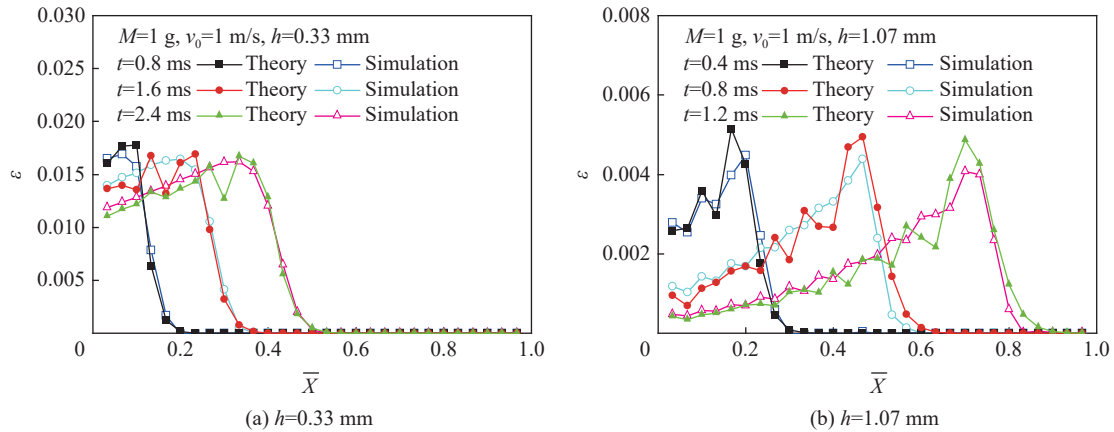 0.030
0.025
0.020
0.015
0.010
0.005
0
0.2
0.4
0.6
0.8
1.0
ε
X̅
M=1 g, v₀=1 m/s, h=0.33 mm
t=0.8 ms Theory Simulation
t=1.6 ms Theory Simulation
t=2.4 ms Theory Simulation
(a) h=0.33 mm
0.008
0.006
0.004
0.002
0
0.2
0.4
0.6
0.8
1.0
ε
X̅
M=1 g, v₀=1 m/s, h=1.07 mm
t=0.4 ms Theory Simulation
t=0.8 ms Theory Simulation
t=1.2 ms Theory Simulation
(b) h=1.07 mm